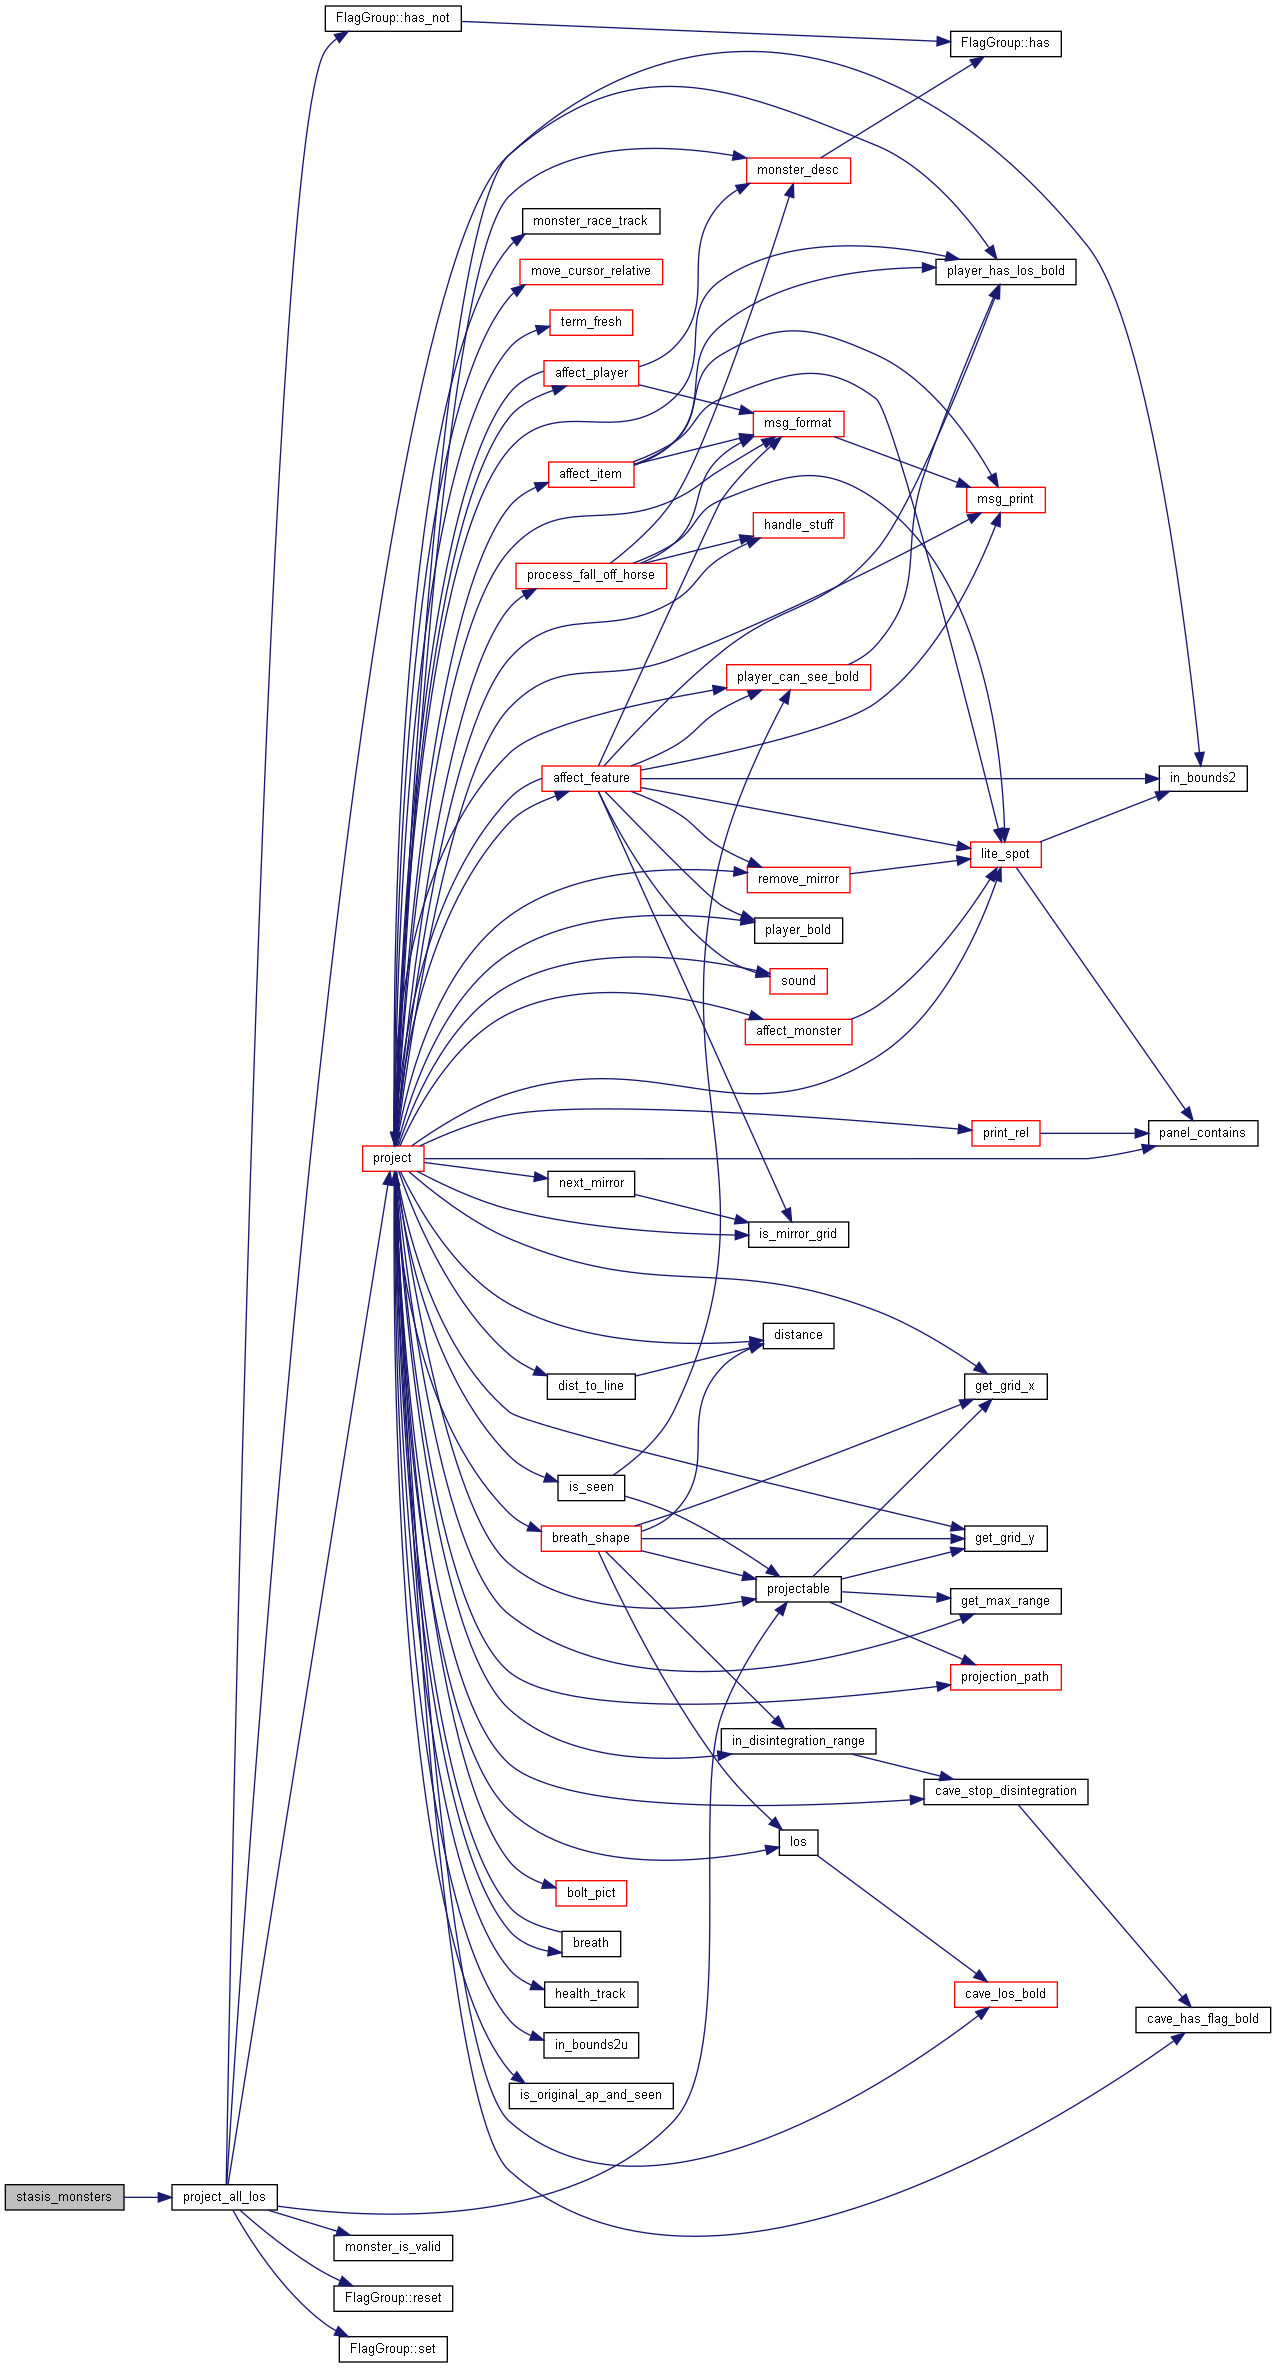 FlagGroup::has_not
FlagGroup::has
monster_desc
monster_race_track
player_has_los_bold
move_cursor_relative
term_fresh
affect_player
msg_format
affect_item
msg_print
handle_stuff
process_fall_off_horse
player_can_see_bold
affect_feature
in_bounds2
lite_spot
remove_mirror
player_bold
sound
affect_monster
print_rel
panel_contains
project
next_mirror
is_mirror_grid
distance
dist_to_line
get_grid_x
is_seen
breath_shape
get_grid_y
projectable
get_max_range
projection_path
in_disintegration_range
cave_stop_disintegration
los
bolt_pict
breath
health_track
cave_los_bold
cave_has_flag_bold
in_bounds2u
is_original_ap_and_seen
stasis_monsters
project_all_los
monster_is_valid
FlagGroup::reset
FlagGroup::set